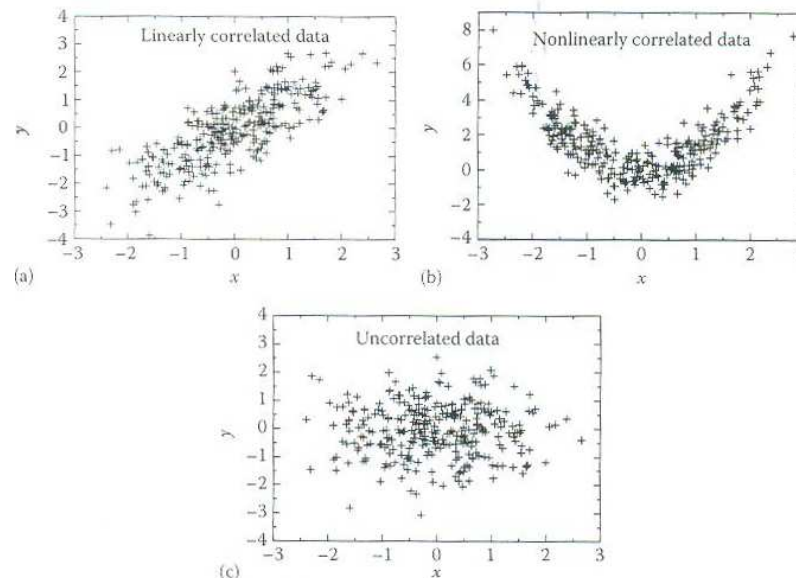 Linearly correlated data
4
3
2
1
0
−1
−2
−3
−4
y
−3 −2 −1 0 1 2 3
x
(a)
Nonlinearly correlated data
8
6
4
2
0
−2
−4
y
−3 −2 −1 0 1 2
x
(b)
Uncorrelated data
4
3
2
1
0
−1
−2
−3
−4
y
−3 −2 −1 0 1 2 3
x
(c)